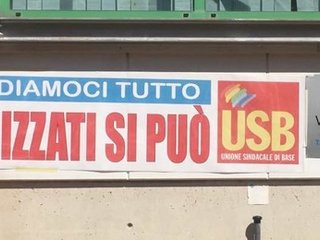 DIAMOCI TUTTO
IZZATI SI PUÒ
USB
UNIONE SINDACALE DI BASE